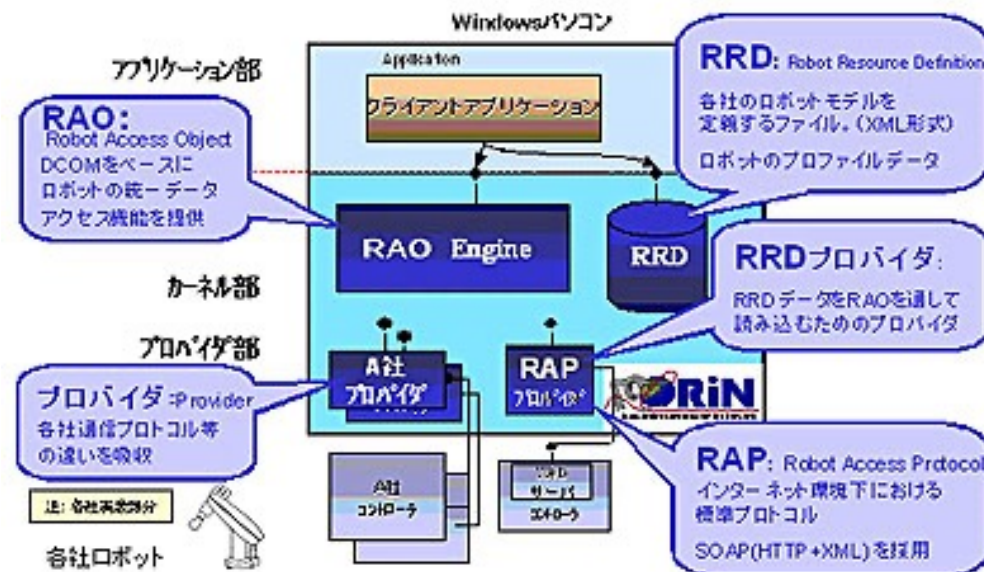 Windowsパソコン
アプリケーション部
Application
クライアントアプリケーション
RAO:
Robot Access Object
DCOMをベースに
ロボットの統一データ
アクセス機能を提供
RRD: Robot Resource Definition
各社のロボットモデルを
定義するファイル。(XML形式)
ロボットのプロファイルデータ
RAO Engine
RRD
カーネル部
RRDプロバイダ:
RRDデータをRAOを通して
読み込むためのプロバイダ
プロバイダ部
A社
プロバイダ
RAP
プロバイダ
ORiN
プロバイダ:Provider
各社通信プロトコル等
の違いを吸収
A社
コントローラ
サーバ
コントローラ
RAP: Robot Access Prdtocol
インターネット環境下における
標準プロトコル
SOAP(HTTP+XML)を採用
注:各社実装部分
各社ロボット